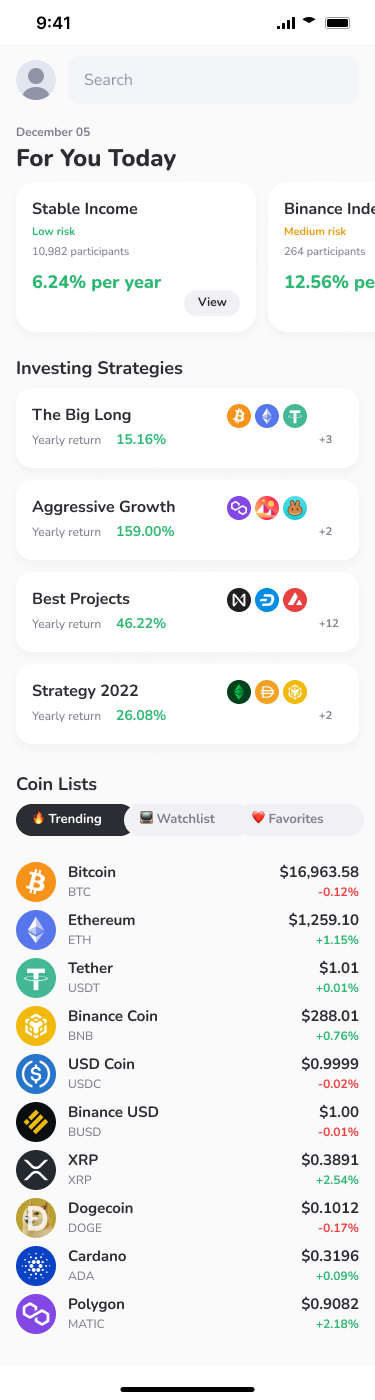 9:41
Search
December 05
For You Today
Stable Income
Low risk
10,982 participants
6.24% per year
View
Binance Inde
Medium risk
264 participants
12.56% pe
Investing Strategies
The Big Long
Yearly return 15.16%
+3
Aggressive Growth
Yearly return 159.00%
+2
Best Projects
Yearly return 46.22%
+12
Strategy 2022
Yearly return 26.08%
+2
Coin Lists
🔥 Trending
📺 Watchlist
❤️ Favorites
Bitcoin $16,963.58
BTC -0.12%
Ethereum $1,259.10
ETH +1.15%
Tether $1.01
USDT +0.01%
Binance Coin $288.01
BNB +0.76%
USD Coin $0.9999
USDC -0.02%
Binance USD $1.00
BUSD -0.01%
XRP $0.3891
XRP +2.54%
Dogecoin $0.1012
DOGE -0.17%
Cardano $0.3196
ADA +0.09%
Polygon $0.9082
MATIC +2.18%